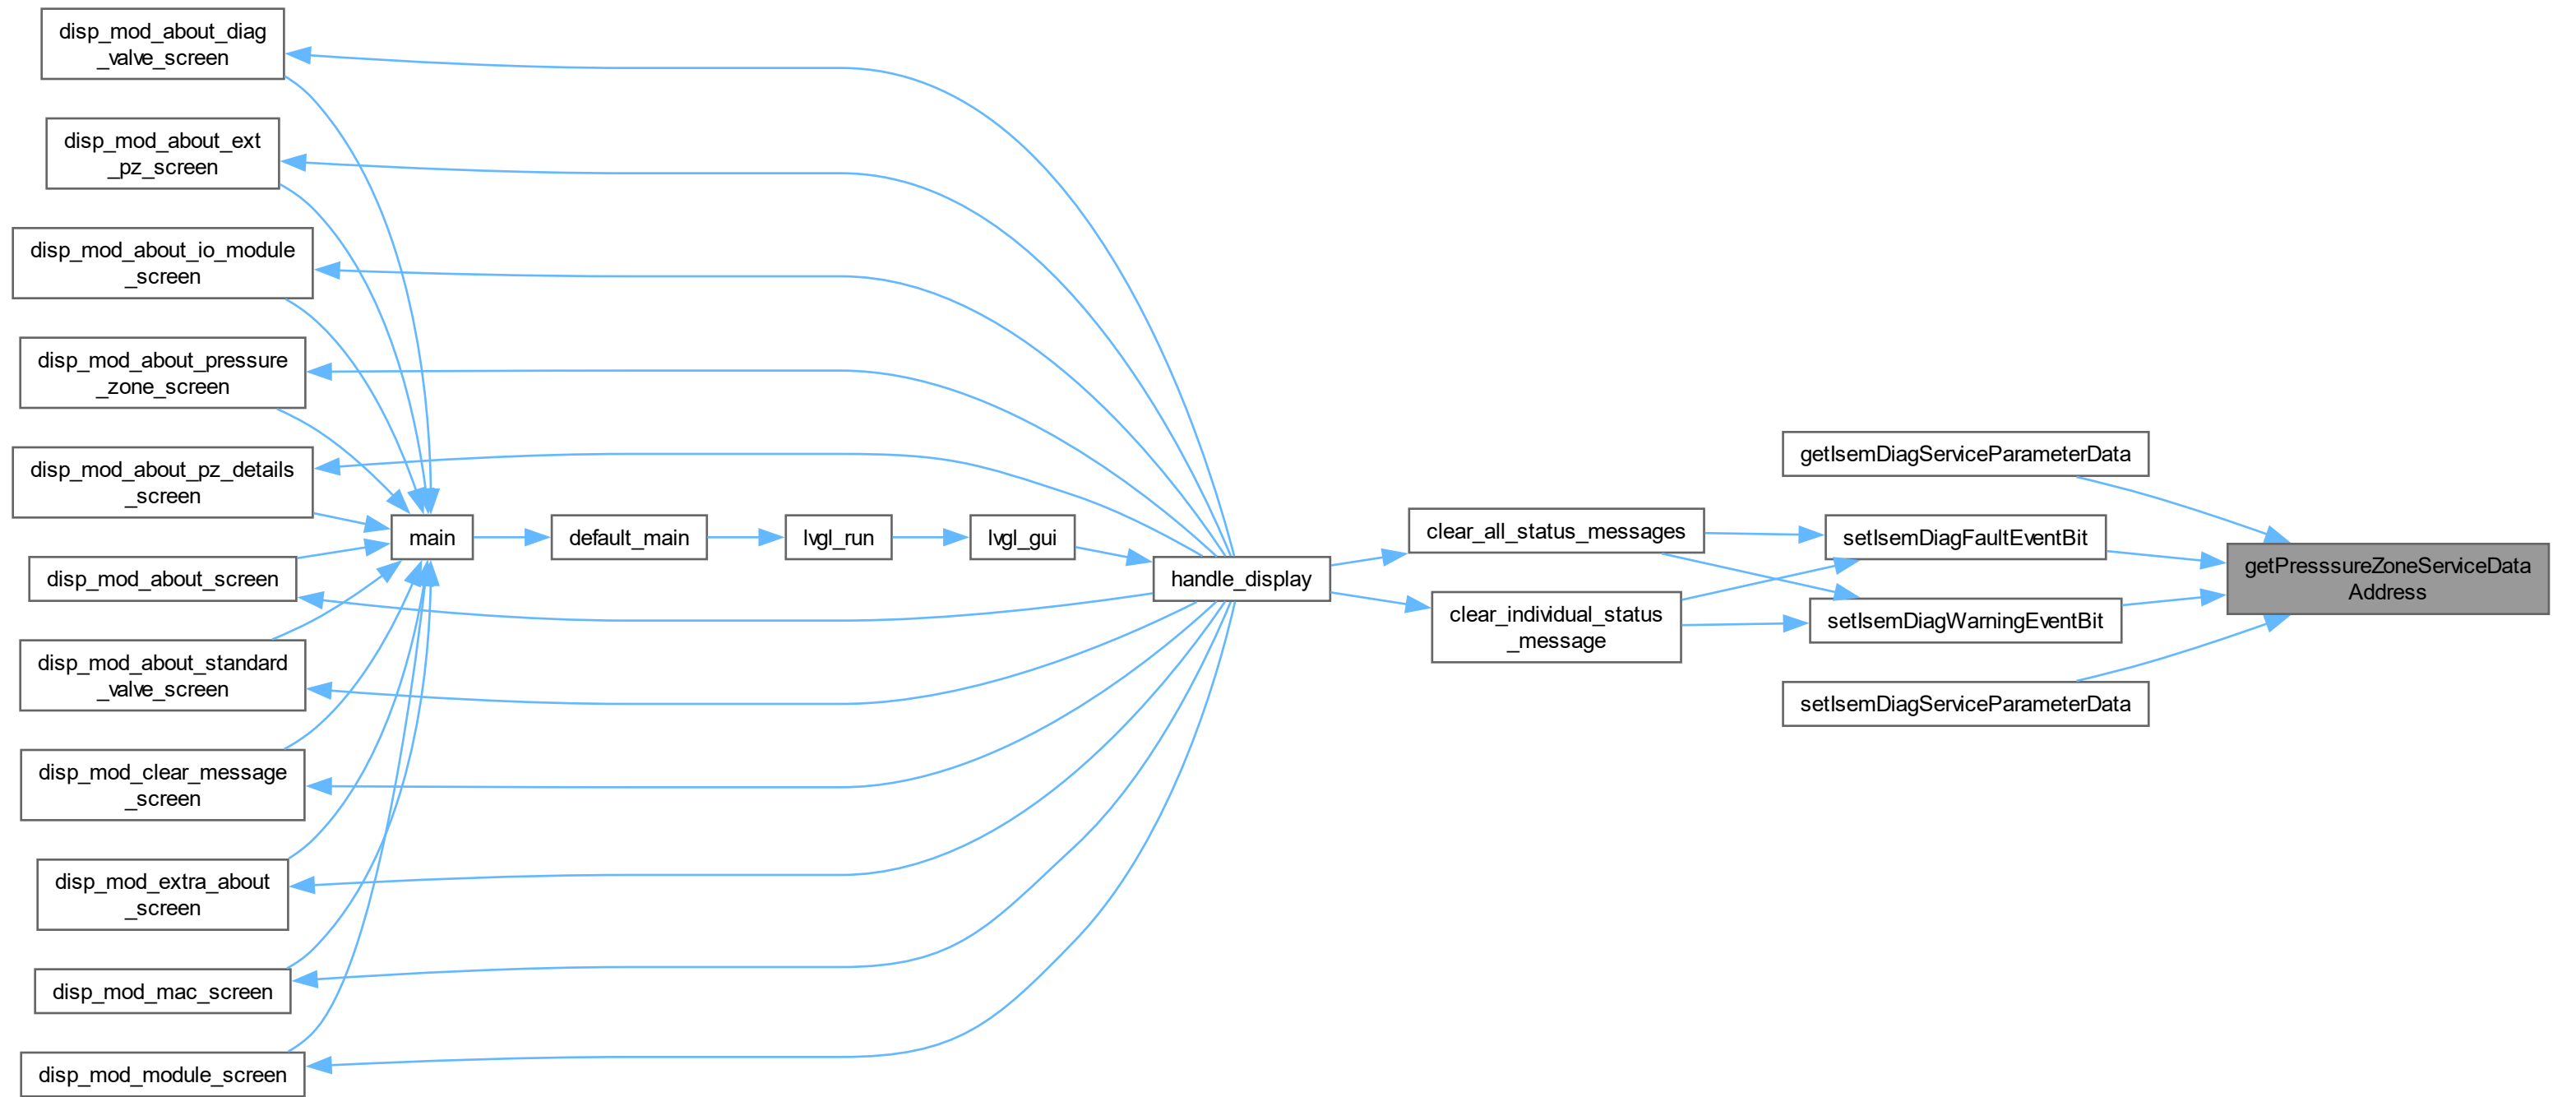 disp_mod_about_diag
_valve_screen
disp_mod_about_ext
_pz_screen
disp_mod_about_io_module
_screen
disp_mod_about_pressure
_zone_screen
disp_mod_about_pz_details
_screen
disp_mod_about_screen
disp_mod_about_standard
_valve_screen
disp_mod_clear_message
_screen
disp_mod_extra_about
_screen
disp_mod_mac_screen
disp_mod_module_screen
main
default_main
lvgl_run
lvgl_gui
handle_display
clear_all_status_messages
clear_individual_status
_message
getIsemDiagServiceParameterData
setIsemDiagFaultEventBit
setIsemDiagWarningEventBit
setIsemDiagServiceParameterData
getPresssureZoneServiceData
Address